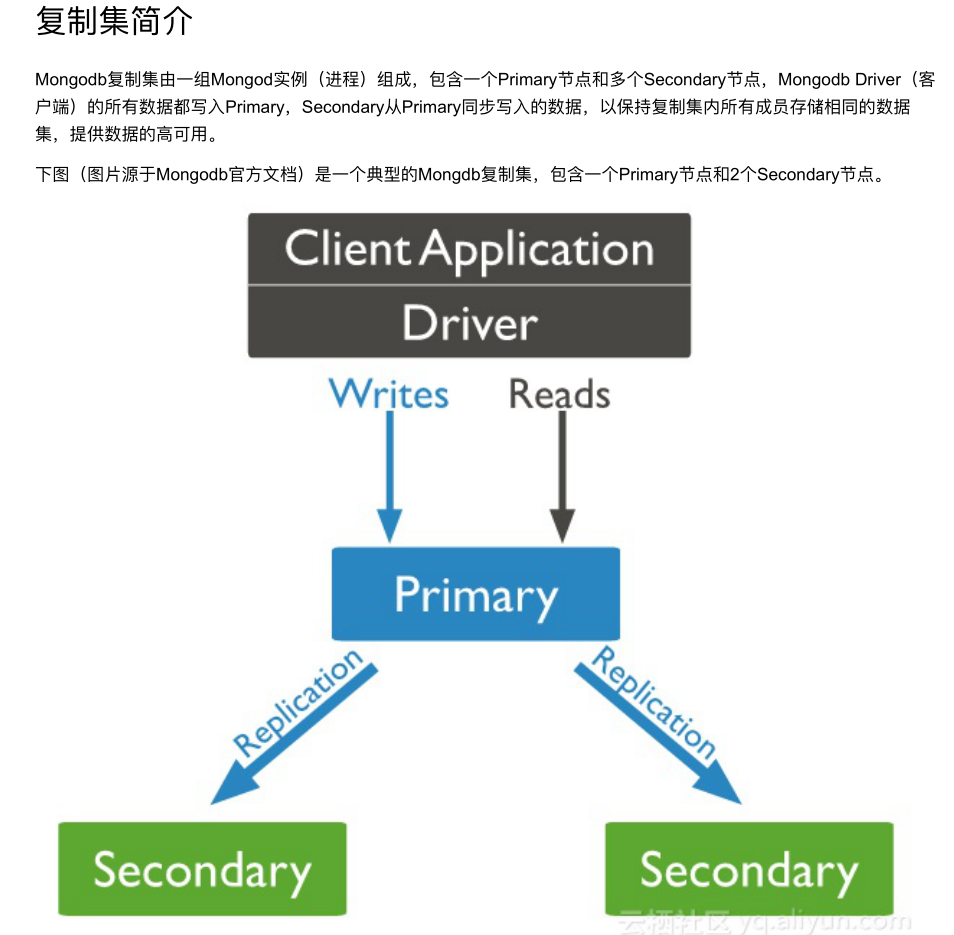 复制集简介
Mongodb复制集由一组Mongod实例（进程）组成，包含一个Primary节点和多个Secondary节点，Mongodb Driver（客
户端）的所有数据都写入Primary，Secondary从Primary同步写入的数据，以保持复制集内所有成员存储相同的数据
集，提供数据的高可用。
下图（图片源于Mongodb官方文档）是一个典型的Mongdb复制集，包含一个Primary节点和2个Secondary节点。
Client Application
Driver
Writes Reads
Primary
Replication Replication
Secondary Secondary
云栖社区 yq.aliyun.com